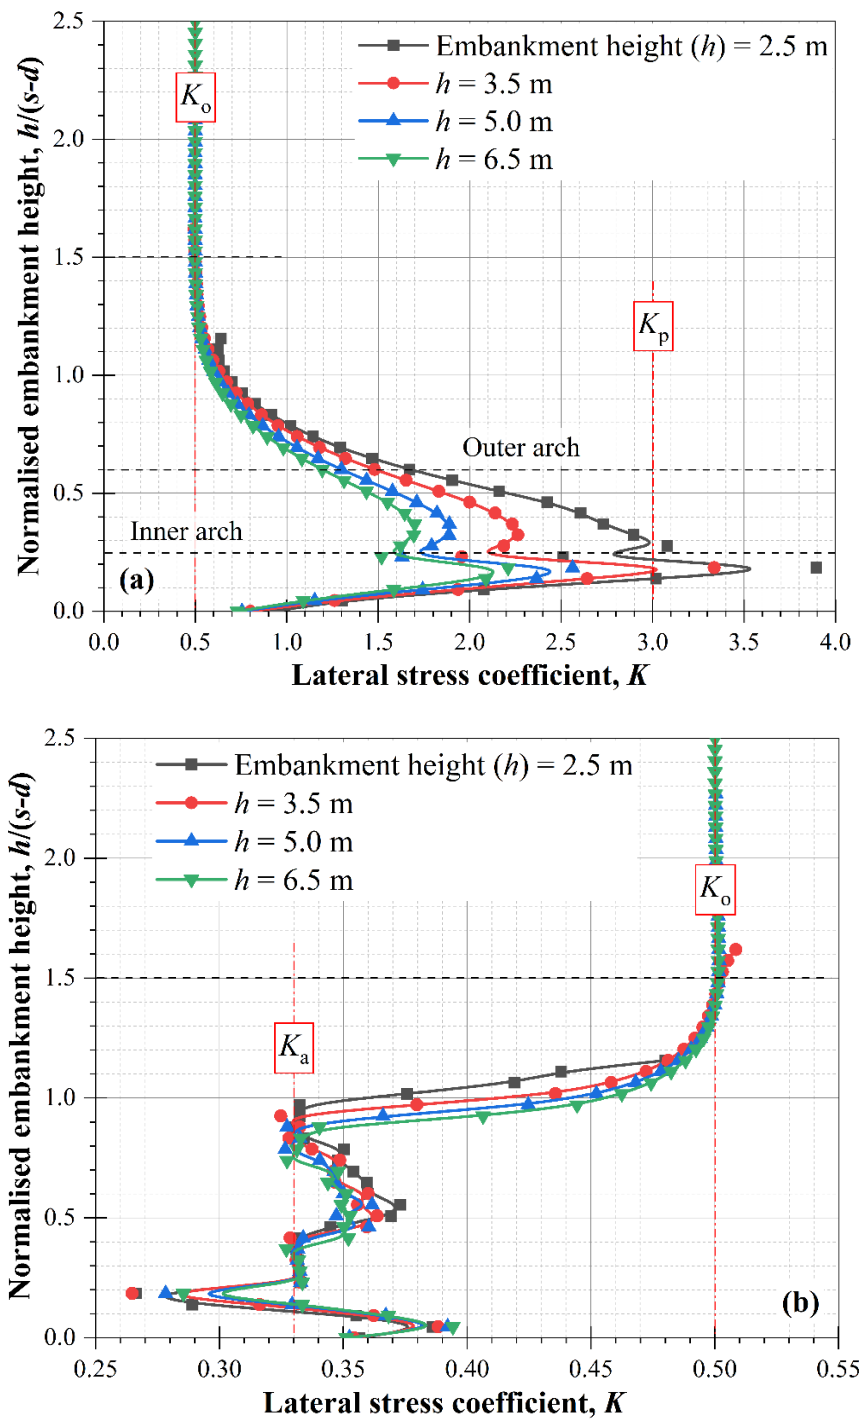 Normalised embankment height, h/(s-d)
2.5
2.0
1.5
1.0
0.5
0.0
Embankment height (h) = 2.5 m
h = 3.5 m
h = 5.0 m
h = 6.5 m
Ko
Kp
Outer arch
Inner arch
(a)
0.0 0.5 1.0 1.5 2.0 2.5 3.0 3.5 4.0
Lateral stress coefficient, K
Normalised embankment height, h/(s-d)
2.5
2.0
1.5
1.0
0.5
0.0
Embankment height (h) = 2.5 m
h = 3.5 m
h = 5.0 m
h = 6.5 m
Ko
Ka
(b)
0.25 0.30 0.35 0.40 0.45 0.50 0.55
Lateral stress coefficient, K